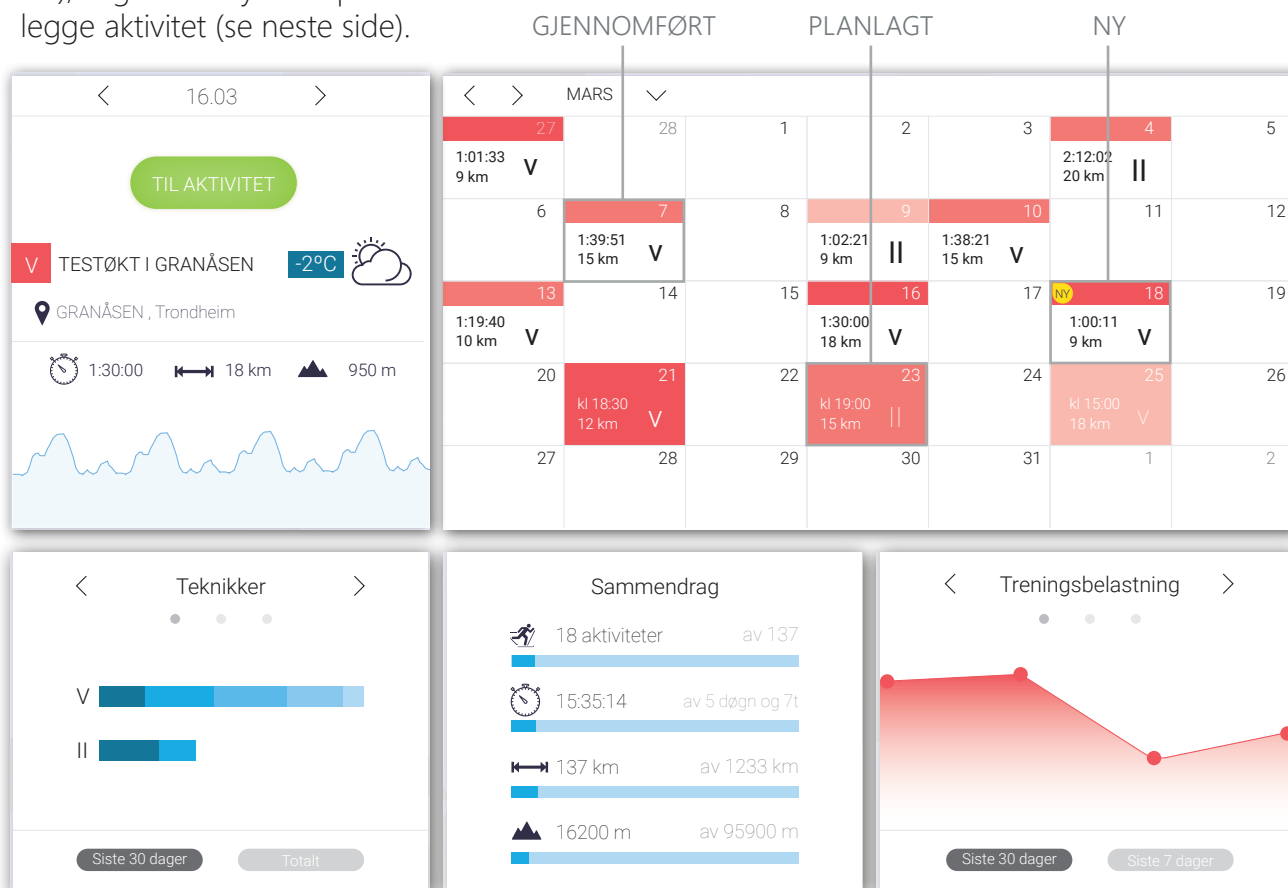 legge aktivitet (se neste side).
GJENNOMFØRT
PLANLAGT
NY
16.03
TIL AKTIVITET
V TESTØKT I GRANÅSEN -2°C
GRANÅSEN , Trondheim
1:30:00 18 km 950 m
MARS
27 28 1 2 3 4 5
1:01:33
9 km V
2:12:02
20 km II
6 7 8 9 10 11 12
1:39:51
15 km V
1:02:21
9 km II
1:38:21
15 km V
13 14 15 16 17 NY 18 19
1:19:40
10 km V
1:30:00
18 km V
1:00:11
9 km V
20 21 22 23 24 25 26
kl 18:30
12 km V
kl 19:00
15 km II
kl 15:00
18 km V
27 28 29 30 31 1 2
Teknikker
V
II
Siste 30 dager Totalt
Sammendrag
18 aktiviteter av 137
15:35:14 av 5 døgn og 7t
137 km av 1233 km
16200 m av 95900 m
Treningsbelastning
Siste 30 dager Siste 7 dager